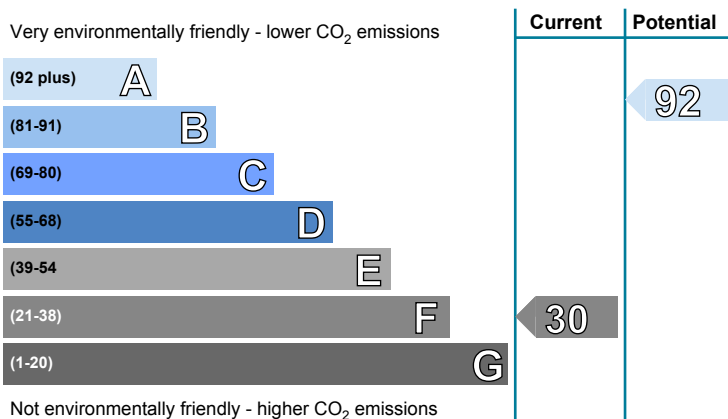 Current Potential
Very environmentally friendly - lower CO2 emissions
(92 plus) A
92
(81-91) B
(69-80) C
(55-68) D
(39-54 E
(21-38) F 30
(1-20) G
Not environmentally friendly - higher CO2 emissions